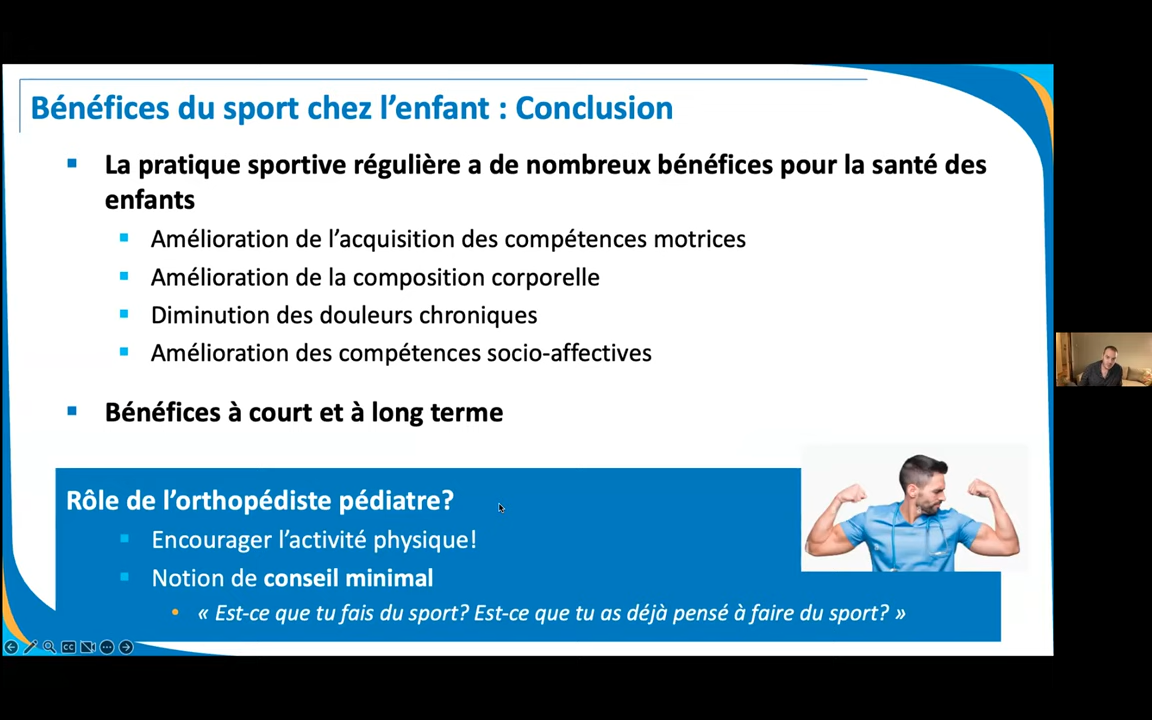 Bénéfices du sport chez l’enfant : Conclusion
La pratique sportive régulière a de nombreux bénéfices pour la santé des
enfants
Amélioration de l’acquisition des compétences motrices
Amélioration de la composition corporelle
Diminution des douleurs chroniques
Amélioration des compétences socio-affectives
Bénéfices à court et à long terme
Rôle de l’orthopédiste pédiatre?
Encourager l’activité physique!
Notion de conseil minimal
« Est-ce que tu fais du sport? Est-ce que tu as déjà pensé à faire du sport? »
CC